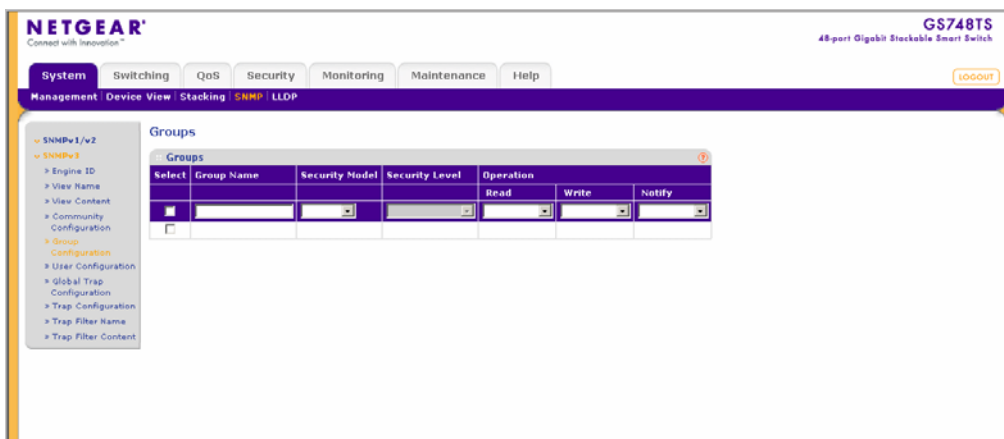 NETGEAR®
Connect with Innovation™
GS748TS
48-port Gigabit Stackable Smart Switch
System Switching QoS Security Monitoring Maintenance Help
LOGOUT
Management Device View Stacking SNMP LLDP
SNMPv1/v2
SNMPv3
» Engine ID
» View Name
» View Content
» Community
Configuration
» Group
Configuration
» User Configuration
» Global Trap
Configuration
» Trap Configuration
» Trap Filter Name
» Trap Filter Content
Groups
Groups ?
Select Group Name Security Model Security Level Operation
Read Write Notify